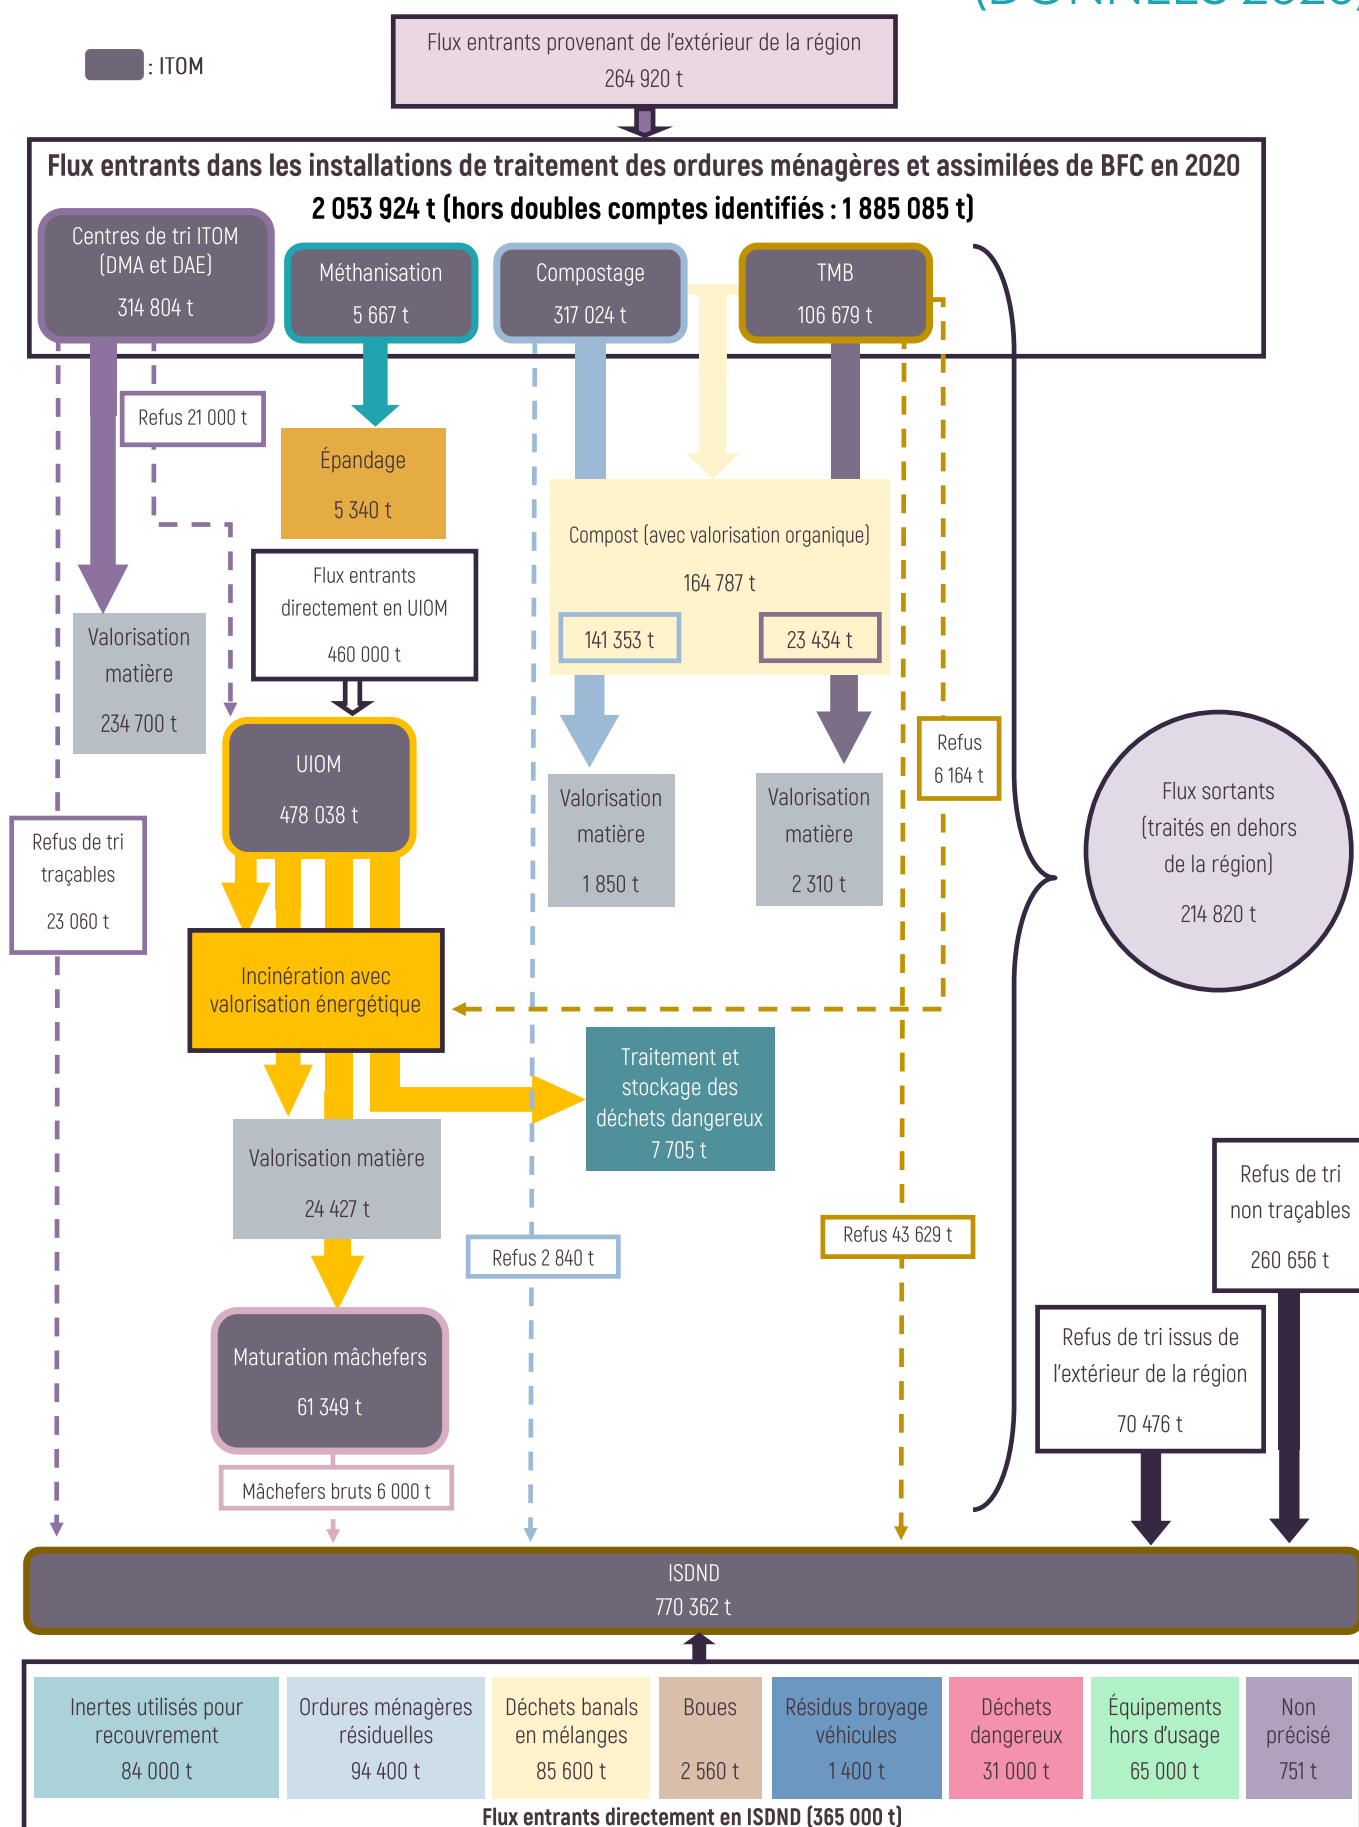 (DONNÉES 2020)
: ITOM
Flux entrants provenant de l'extérieur de la région
264 920 t
Flux entrants dans les installations de traitement des ordures ménagères et assimilées de BFC en 2020
2 053 924 t (hors doubles comptes identifiés : 1 885 085 t)
Centres de tri ITOM
(DMA et DAE)
314 804 t
Méthanisation
5 667 t
Compostage
317 024 t
TMB
106 679 t
Refus 21 000 t
Épandage
5 340 t
Compost (avec valorisation organique)
164 787 t
141 353 t
23 434 t
Flux entrants
directement en UIOM
460 000 t
Valorisation
matière
234 700 t
UIOM
478 038 t
Refus
6 164 t
Valorisation
matière
1 850 t
Valorisation
matière
2 310 t
Flux sortants
(traités en dehors
de la région)
214 820 t
Refus de tri
traçables
23 060 t
Incinération avec
valorisation énergétique
Traitement et
stockage des
déchets dangereux
7 705 t
Valorisation matière
24 427 t
Refus 2 840 t
Refus 43 629 t
Refus de tri
non traçables
260 656 t
Refus de tri issus de
l'extérieur de la région
70 476 t
Maturation mâchefers
61 349 t
Mâchefers bruts 6 000 t
ISDND
770 362 t
Inertes utilisés pour
recouvrement
84 000 t
Ordures ménagères
résiduelles
94 400 t
Déchets banals
en mélanges
85 600 t
Boues
2 560 t
Résidus broyage
véhicules
1 400 t
Déchets
dangereux
31 000 t
Équipements
hors d'usage
65 000 t
Non
précisé
751 t
Flux entrants directement en ISDND (365 000 t)